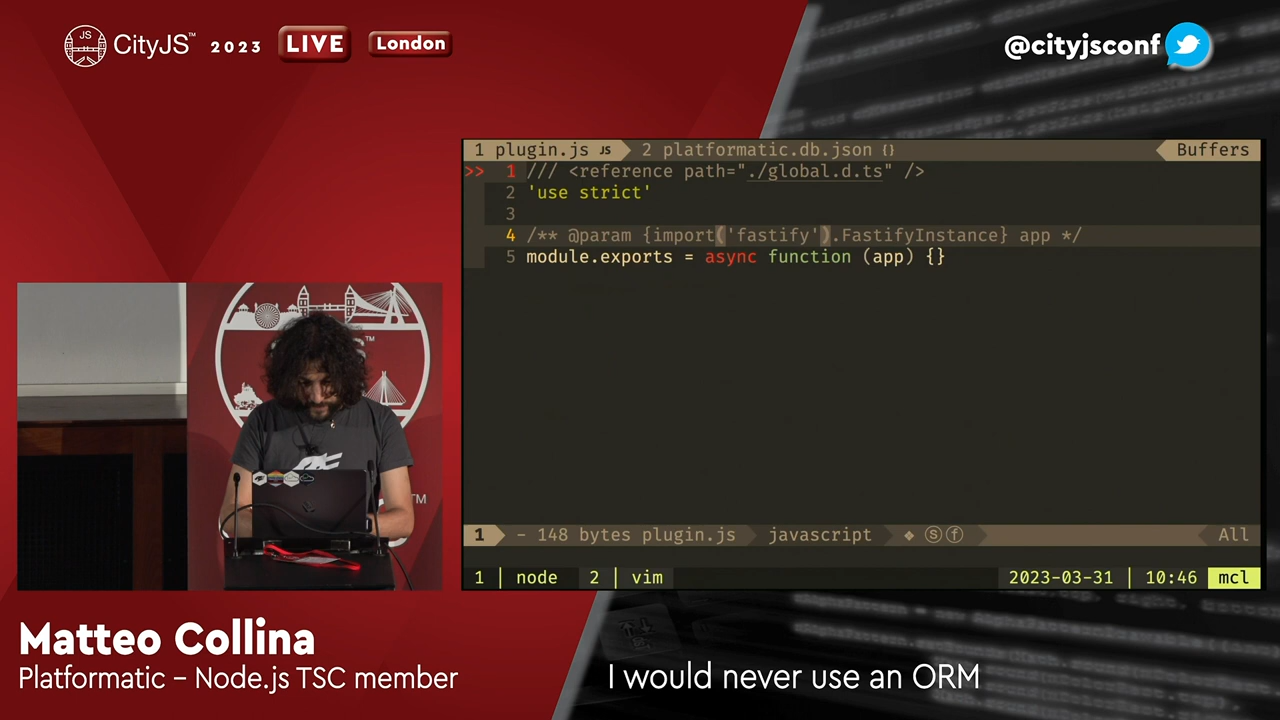 JS
CityJS™ 2023 LIVE London
@cityjsconf
1 plugin.js JS 2 platformatic.db.json {} Buffers
>> 1 /// <reference path="./global.d.ts" />
2 'use strict'
3
4 /** @param {import('fastify').FastifyInstance} app */
5 module.exports = async function (app) {}
1 - 148 bytes plugin.js javascript ❖ ⓢ ⓕ All
1 | node 2 | vim 2023-03-31 | 10:46 mcl
TM
TM
Matteo Collina
Platformatic – Node.js TSC member
I would never use an ORM